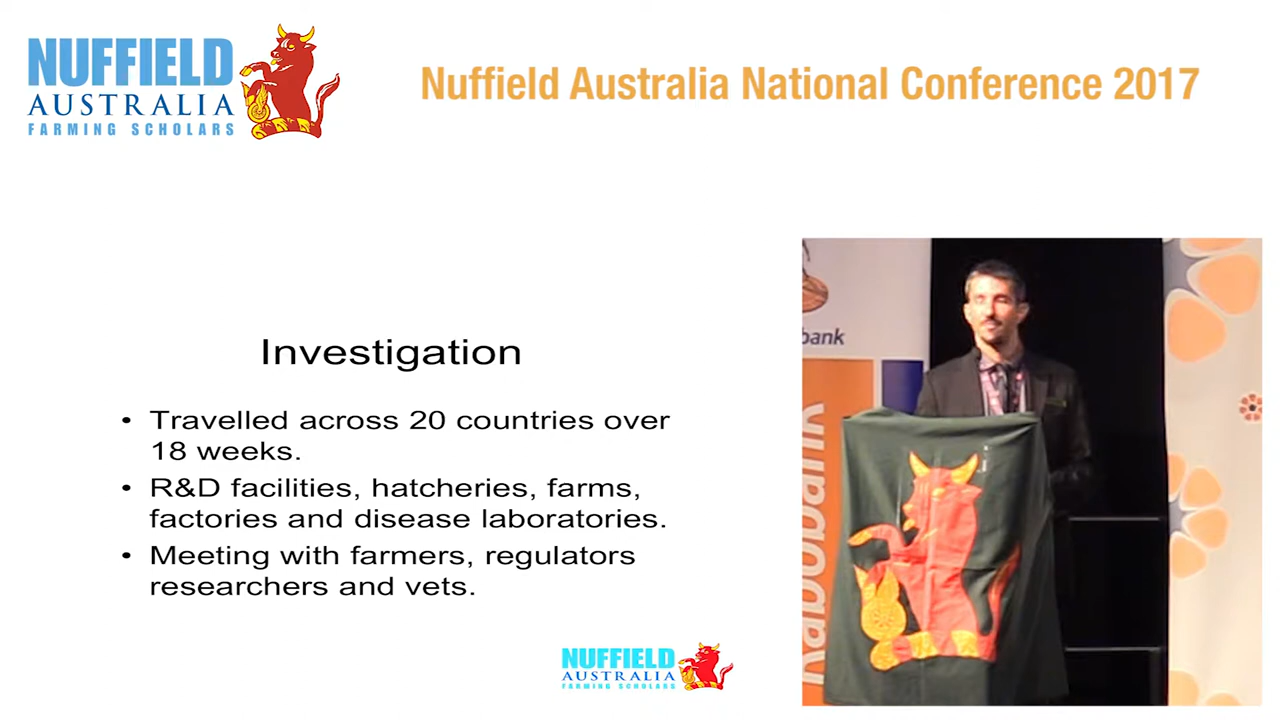 NUFFIELD
AUSTRALIA
FARMING SCHOLARS
Nuffield Australia National Conference 2017
Investigation
• Travelled across 20 countries over
18 weeks.
• R&D facilities, hatcheries, farms,
factories and disease laboratories.
• Meeting with farmers, regulators
researchers and vets.
NUFFIELD
AUSTRALIA
FARMING SCHOLARS
bank
Rabobank